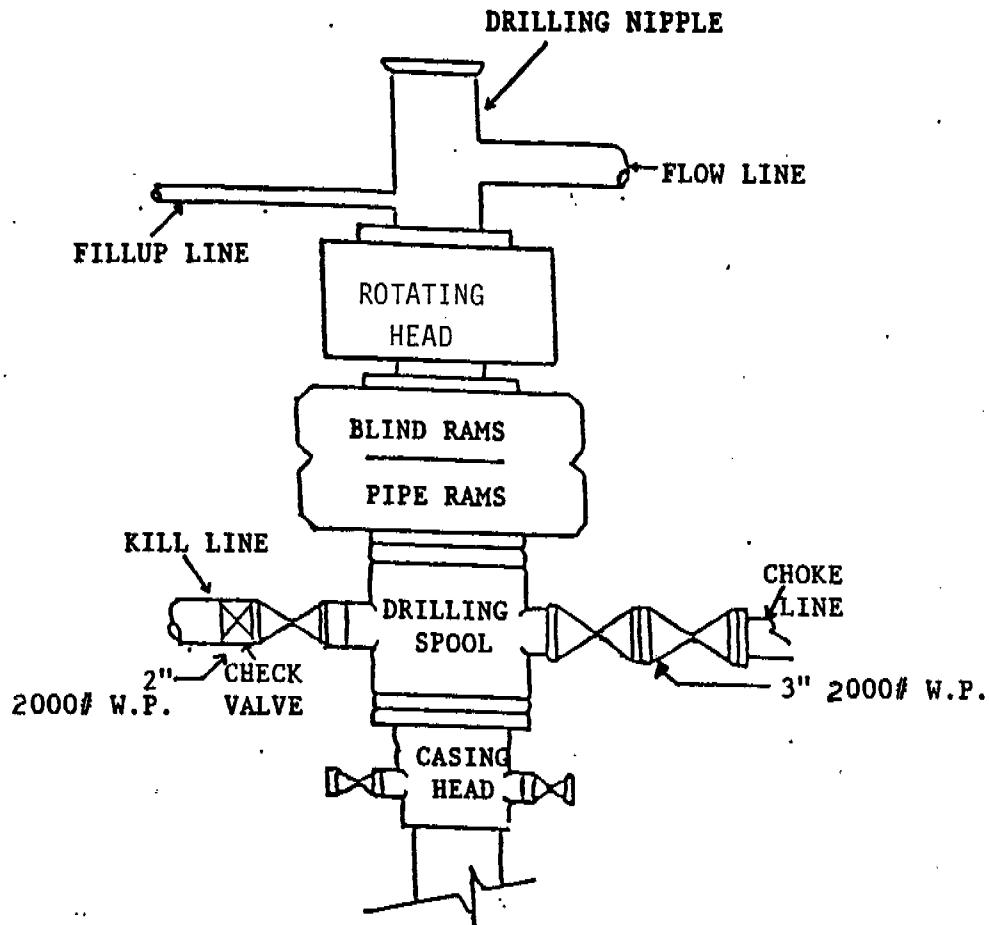 DRILLING NIPPLE
FLOW LINE
FILLUP LINE
ROTATING
HEAD
BLIND RAMS
PIPE RAMS
KILL LINE
CHOKE
LINE
DRILLING
SPOOL
2"
2000# W.P.
CHECK
VALVE
3" 2000# W.P.
CASING
HEAD